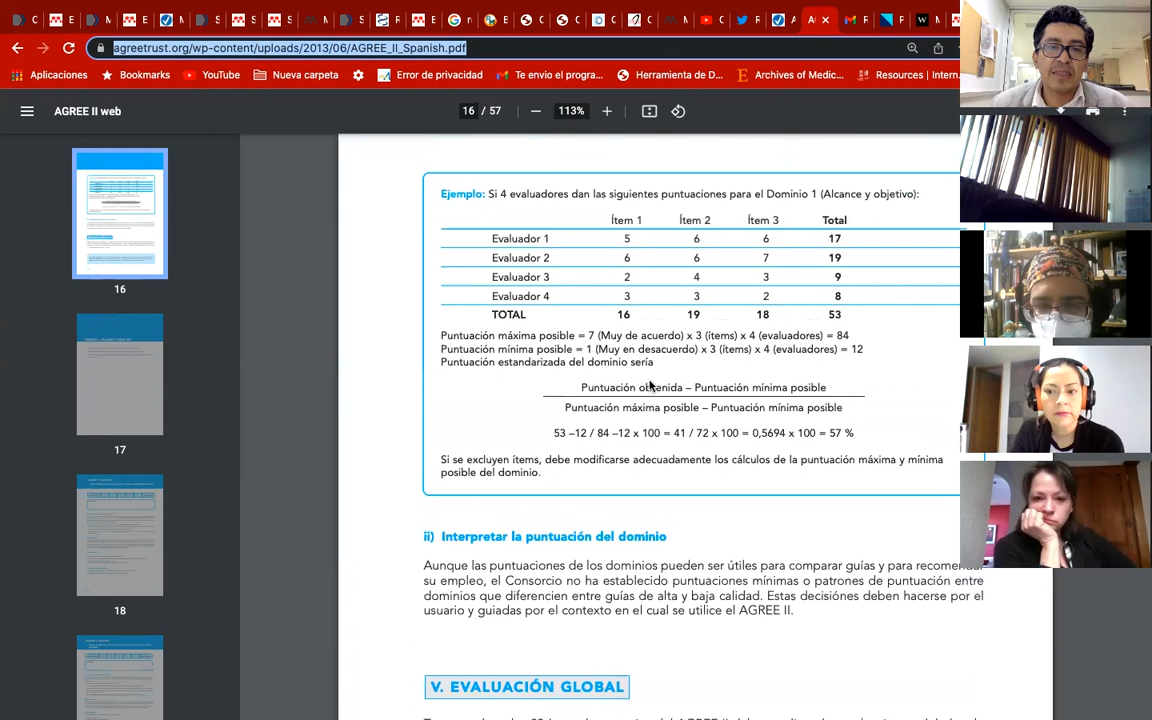 agreetrust.org/wp-content/uploads/2013/06/AGREE_II_Spanish.pdf
Aplicaciones
Bookmarks
YouTube
Nueva carpeta
Error de privacidad
Te envio el progra...
Herramienta de D...
Archives of Medic...
Resources | Intern...
AGREE II web
16 / 57
113%
16
17
18
Ejemplo: Si 4 evaluadores dan las siguientes puntuaciones para el Dominio 1 (Alcance y objetivo):
Ítem 1 Ítem 2 Ítem 3 Total
Evaluador 1 5 6 6 17
Evaluador 2 6 6 7 19
Evaluador 3 2 4 3 9
Evaluador 4 3 3 2 8
TOTAL 16 19 18 53
Puntuación máxima posible = 7 (Muy de acuerdo) x 3 (ítems) x 4 (evaluadores) = 84
Puntuación mínima posible = 1 (Muy en desacuerdo) x 3 (ítems) x 4 (evaluadores) = 12
Puntuación estandarizada del dominio sería
Puntuación obtenida – Puntuación mínima posible
Puntuación máxima posible – Puntuación mínima posible
53 –12 / 84 –12 x 100 = 41 / 72 x 100 = 0,5694 x 100 = 57 %
Si se excluyen ítems, debe modificarse adecuadamente los cálculos de la puntuación máxima y mínima
posible del dominio.
ii) Interpretar la puntuación del dominio
Aunque las puntuaciones de los dominios pueden ser útiles para comparar guías y para recomendar
su empleo, el Consorcio no ha establecido puntuaciones mínimas o patrones de puntuación entre
dominios que diferencien entre guías de alta y baja calidad. Estas decisiónes deben hacerse por el
usuario y guiadas por el contexto en el cual se utilice el AGREE II.
V. EVALUACIÓN GLOBAL